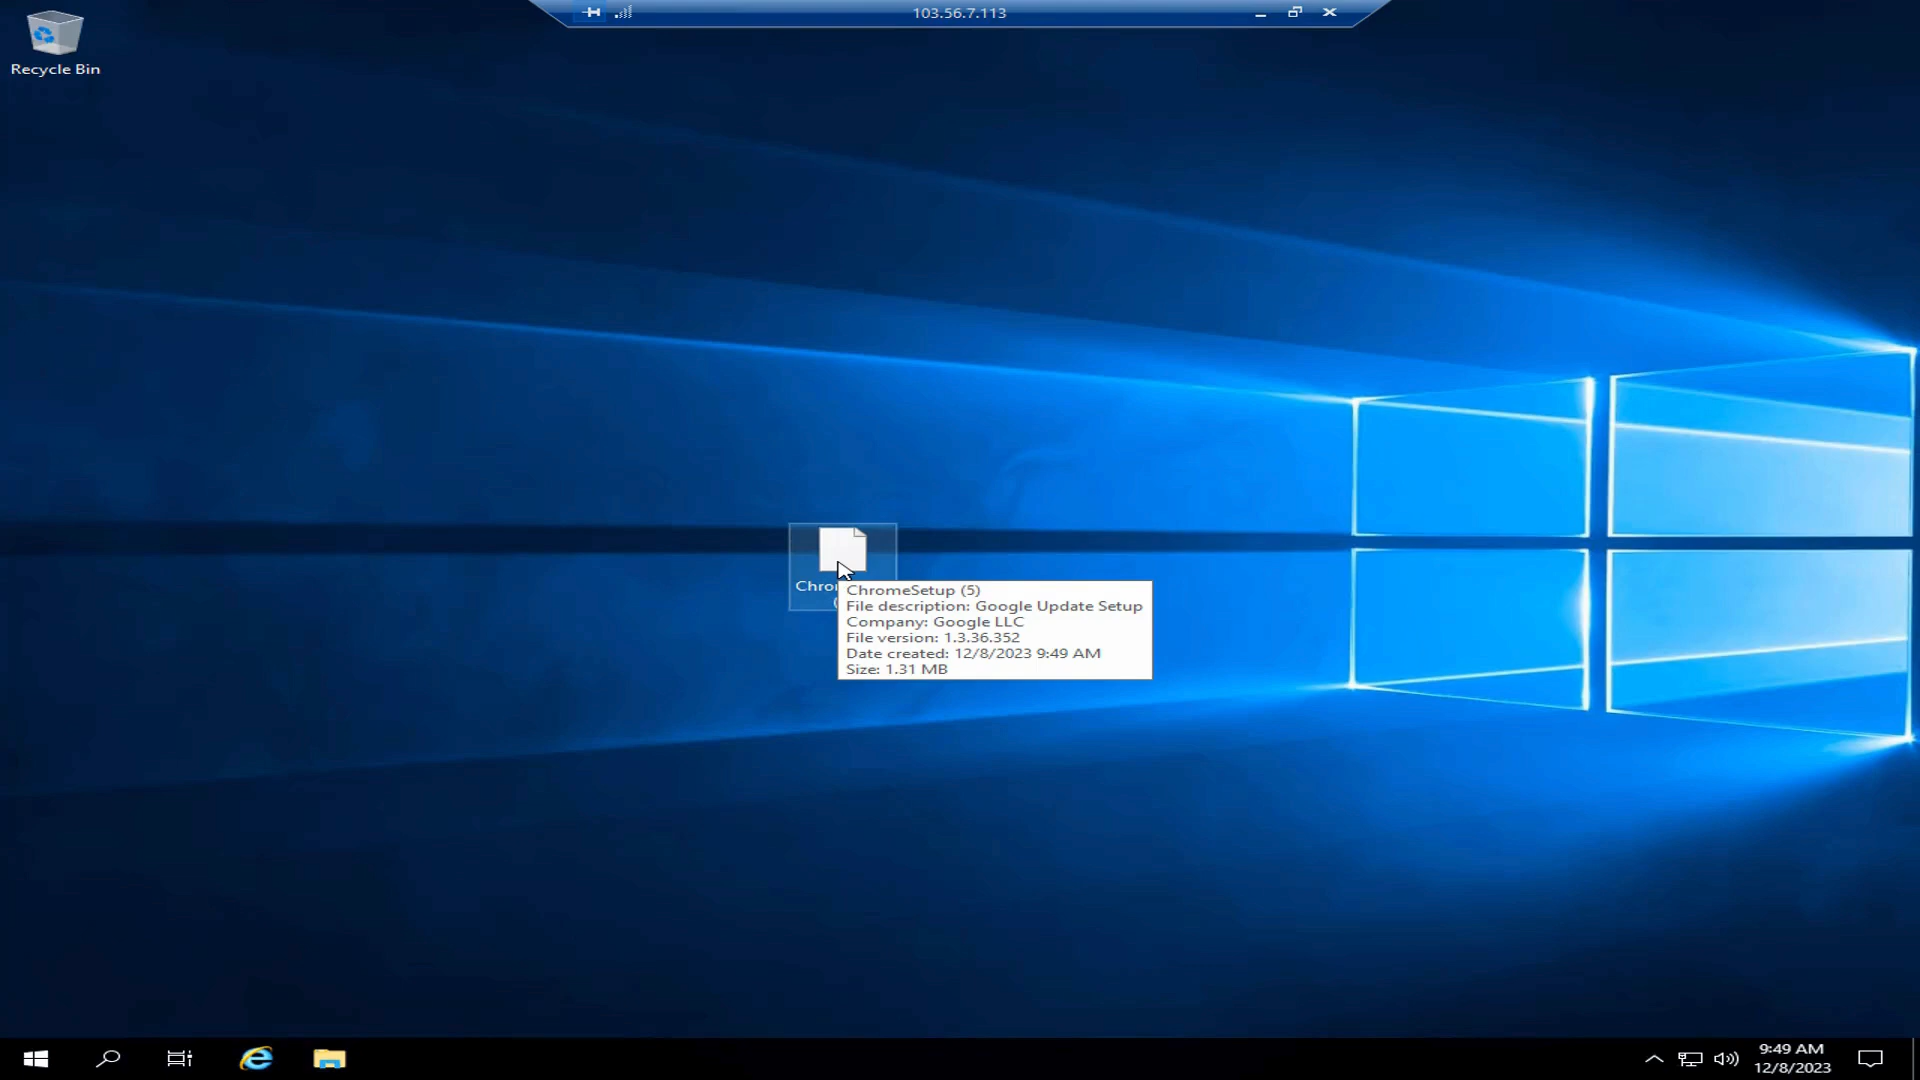 103.56.7.113
Recycle Bin
ChromeSetup (5)
File description: Google Update Setup
Company: Google LLC
File version: 1.3.36.352
Date created: 12/8/2023 9:49 AM
Size: 1.31 MB
9:49 AM
12/8/2023